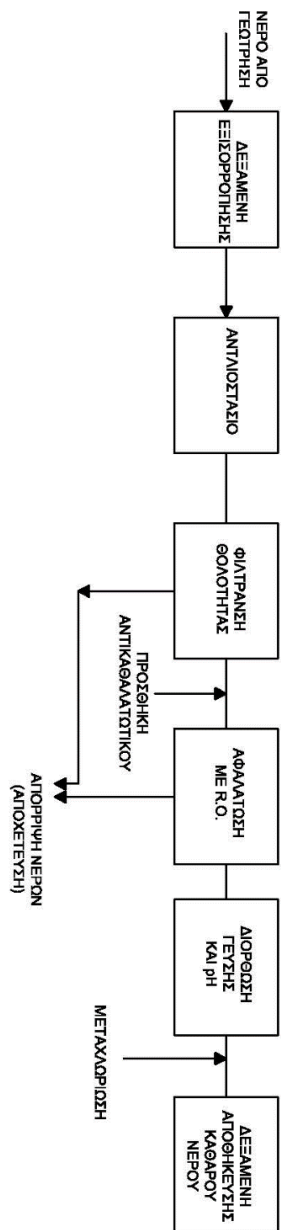 ΝΕΡΟ ΑΠΟ
ΓΕΩΤΡΗΣΗ
ΔΕΞΑΜΕΝΗ
ΕΞΙΣΟΡΡΟΠΗΣΗΣ
ΑΝΤΛΙΟΣΤΑΣΙΟ
ΦΙΛΤΡΑΝΣΗ
ΘΟΛΟΤΗΤΑΣ
ΠΡΟΣΘΗΚΗ
ΑΝΤΙΚΑΘΑΛΑΤΩΤΙΚΟΥ
ΑΦΑΛΑΤΩΣΗ
ΜΕ R.O.
ΑΠΟΡΡΙΨΗ ΝΕΡΩΝ
(ΑΠΟΧΕΤΕΥΣΗ)
ΔΙΟΡΘΩΣΗ
ΓΕΥΣΗΣ
ΚΑΙ pH
ΜΕΤΑΧΛΩΡΙΩΣΗ
ΔΕΞΑΜΕΝΗ
ΑΠΟΘΗΚΕΥΣΗΣ
ΚΑΘΑΡΟΥ
ΝΕΡΟΥ